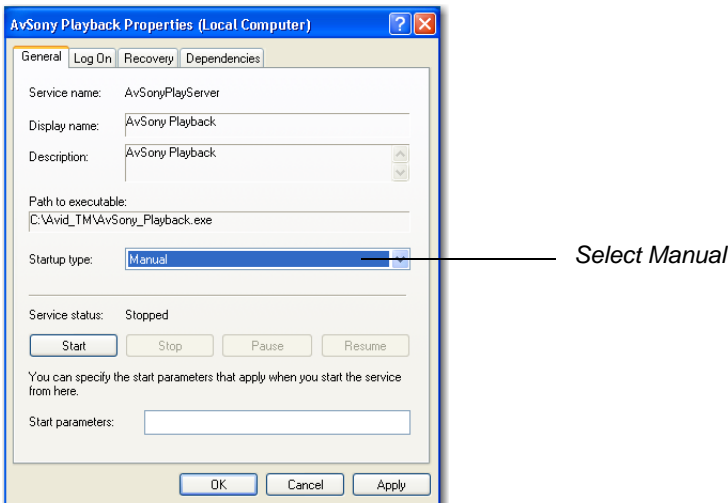 AvSony Playback Properties (Local Computer)
General Log On Recovery Dependencies
Service name: AvSonyPlayServer
Display name: AvSony Playback
Description: AvSony Playback
Path to executable:
C:\Avid_TM\AvSony_Playback.exe
Startup type: Manual
Select Manual
Service status: Stopped
Start Stop Pause Resume
You can specify the start parameters that apply when you start the service
from here.
Start parameters:
OK Cancel Apply